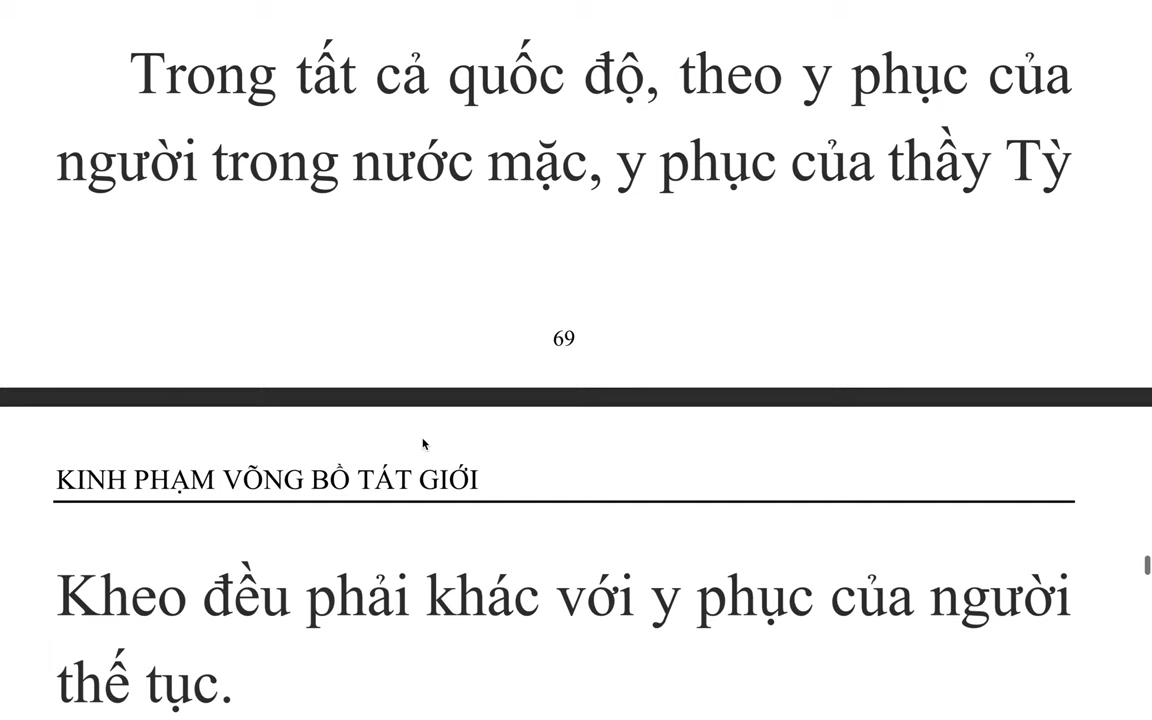 Trong tất cả quốc độ, theo y phục của
người trong nước mặc, y phục của thầy Tỳ
69
KINH PHẠM VÕNG BỒ TÁT GIỚI
Kheo đều phải khác với y phục của người
thế tục.